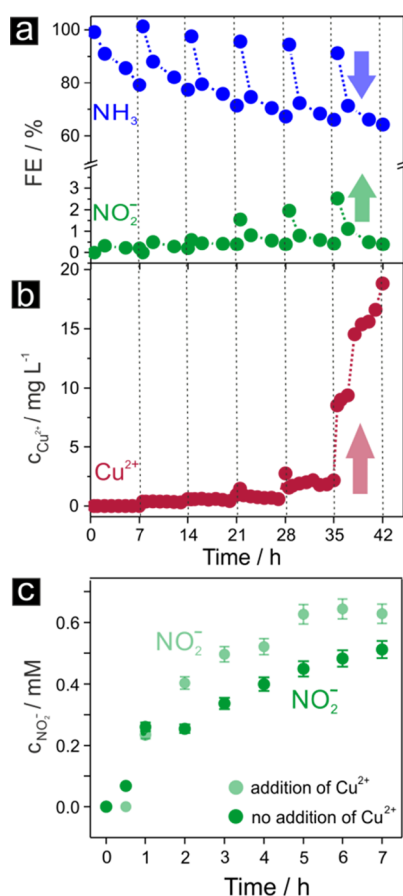 a
100
80
60
3
2
1
0
FE / %
NH₃
NO₂⁻
b
20
15
10
5
0
c Cu²⁺ / mg L⁻¹
Cu²⁺
0 7 14 21 28 35 42
Time / h
c
0.6
0.4
0.2
0.0
c NO₂⁻ / mM
NO₂⁻
NO₂⁻
addition of Cu²⁺
no addition of Cu²⁺
0 1 2 3 4 5 6 7
Time / h